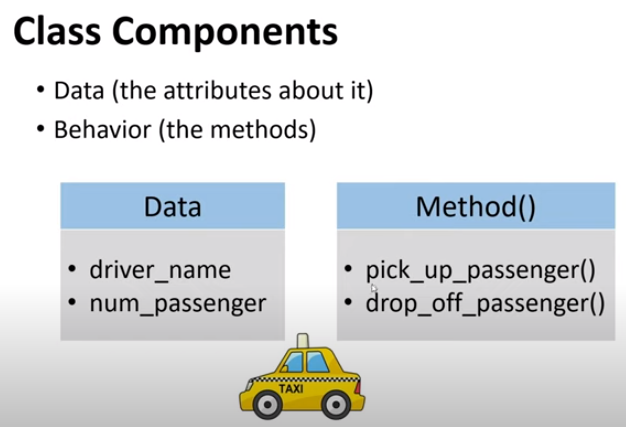 Class Components
• Data (the attributes about it)
• Behavior (the methods)
Data
• driver_name
• num_passenger
Method()
• pick_up_passenger()
• drop_off_passenger()
TAXI